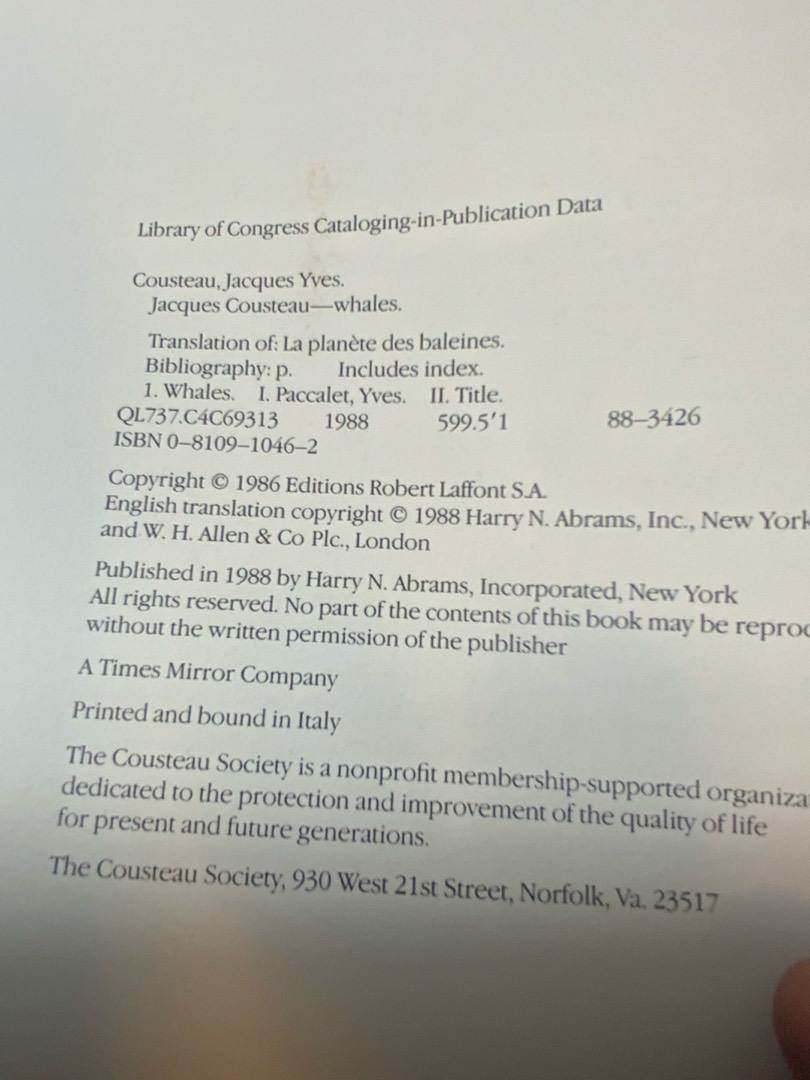 Library of Congress Cataloging-in-Publication Data
Cousteau, Jacques Yves.
Jacques Cousteau—whales.
Translation of: La planète des baleines.
Bibliography: p. Includes index.
1. Whales. I. Paccalet, Yves. II. Title.
QL737.C4C69313 1988 599.5′1 88–3426
ISBN 0–8109–1046–2
Copyright © 1986 Editions Robert Laffont S.A.
English translation copyright © 1988 Harry N. Abrams, Inc., New York
and W. H. Allen & Co Plc., London
Published in 1988 by Harry N. Abrams, Incorporated, New York
All rights reserved. No part of the contents of this book may be
without the written permission of the publisher
A Times Mirror Company
Printed and bound in Italy
The Cousteau Society is a nonprofit membership-supported
dedicated to the protection and improvement of the quality of life
for present and future generations.
The Cousteau Society, 930 West 21st Street, Norfolk, Va. 23517